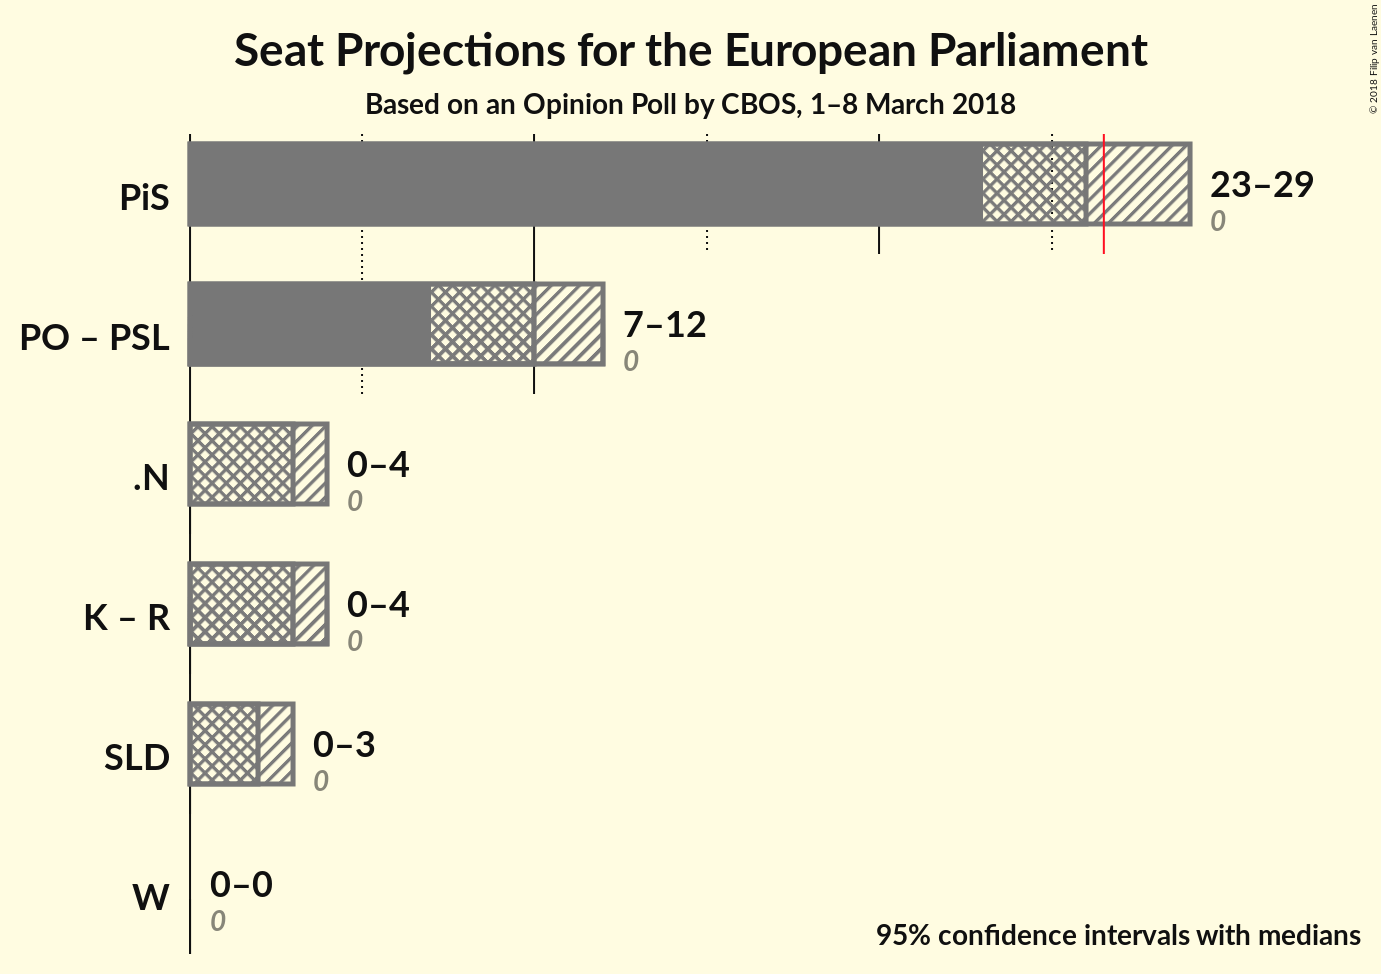 Seat Projections for the European Parliament
Based on an Opinion Poll by CBOS, 1–8 March 2018
© 2018 Filip van Laenen
PiS
23–29
0
PO – PSL
7–12
0
.N
0–4
0
K – R
0–4
0
SLD
0–3
0
W
0–0
0
95% confidence intervals with medians